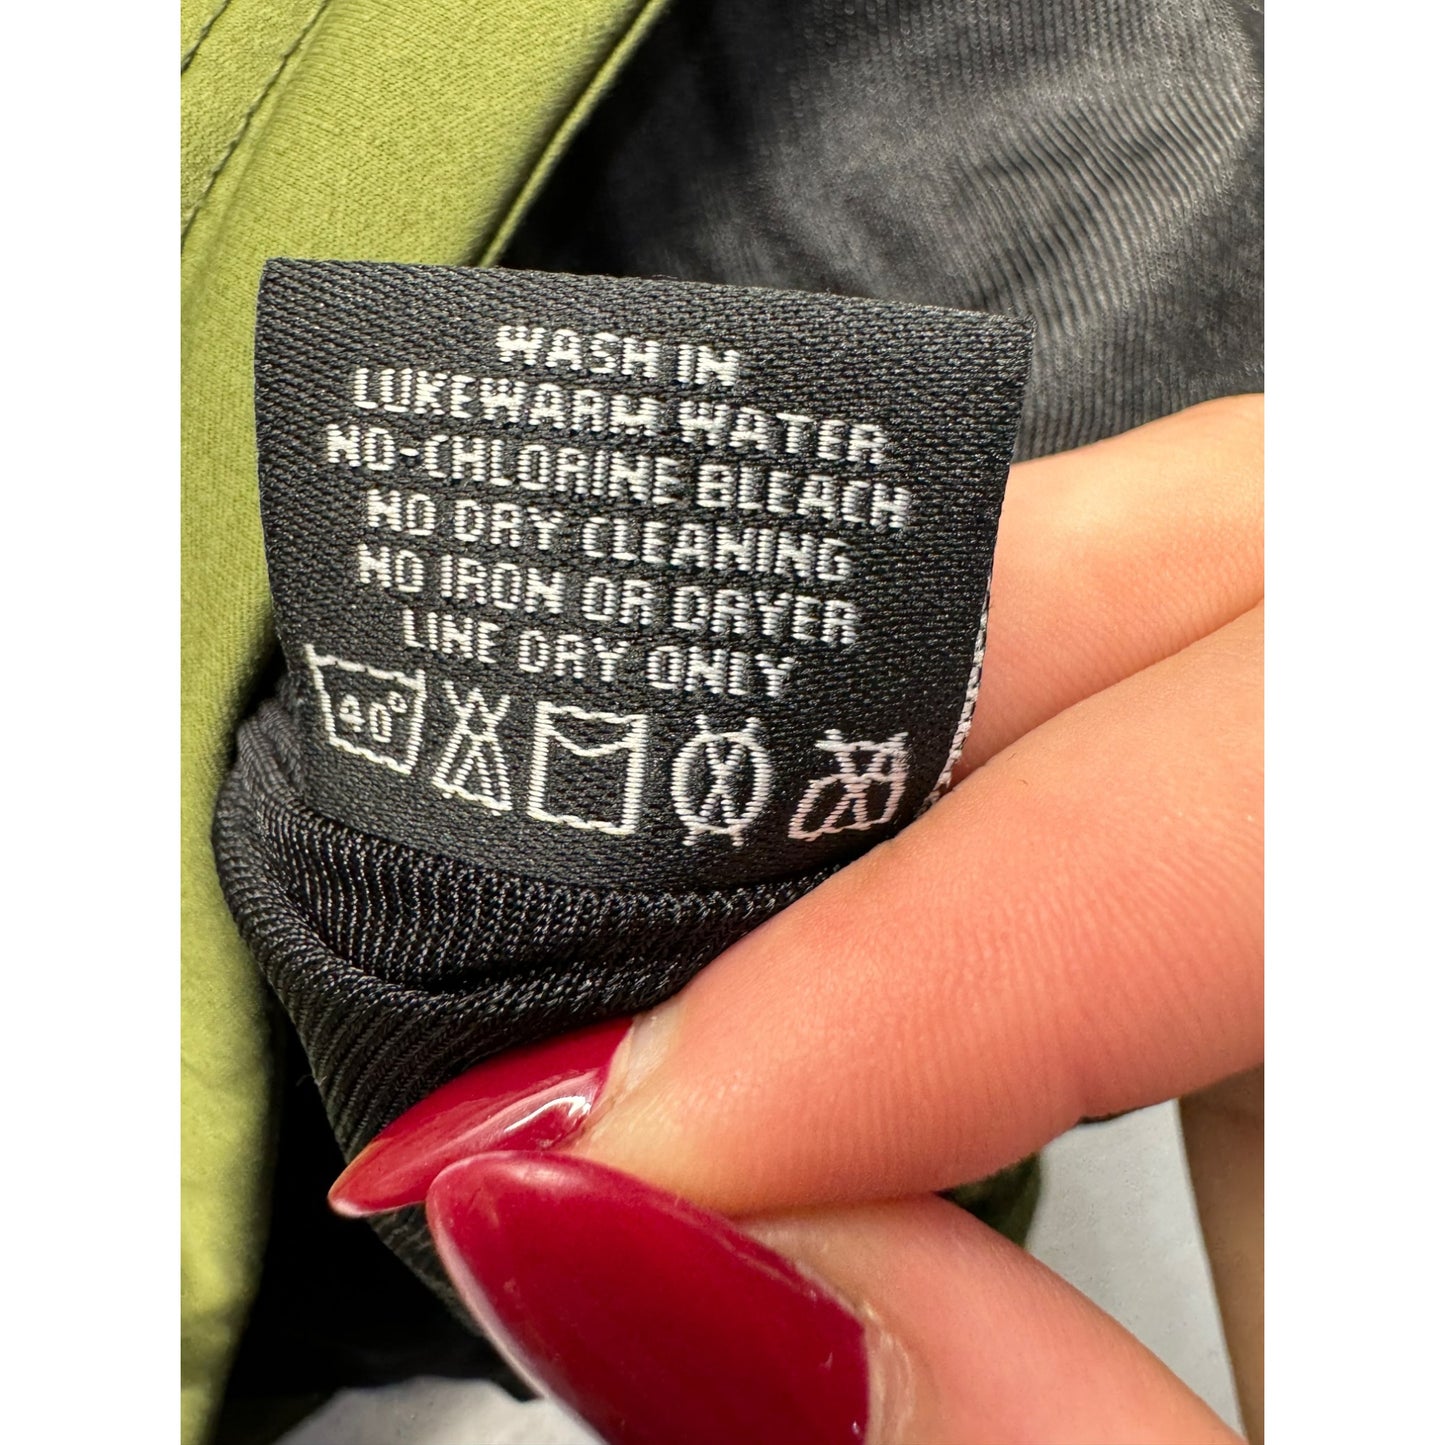 WASH IN
LUKEWARM WATER
NO-CHLORINE BLEACH
NO DRY CLEANING
NO IRON OR DRYER
LINE DRY ONLY
40°